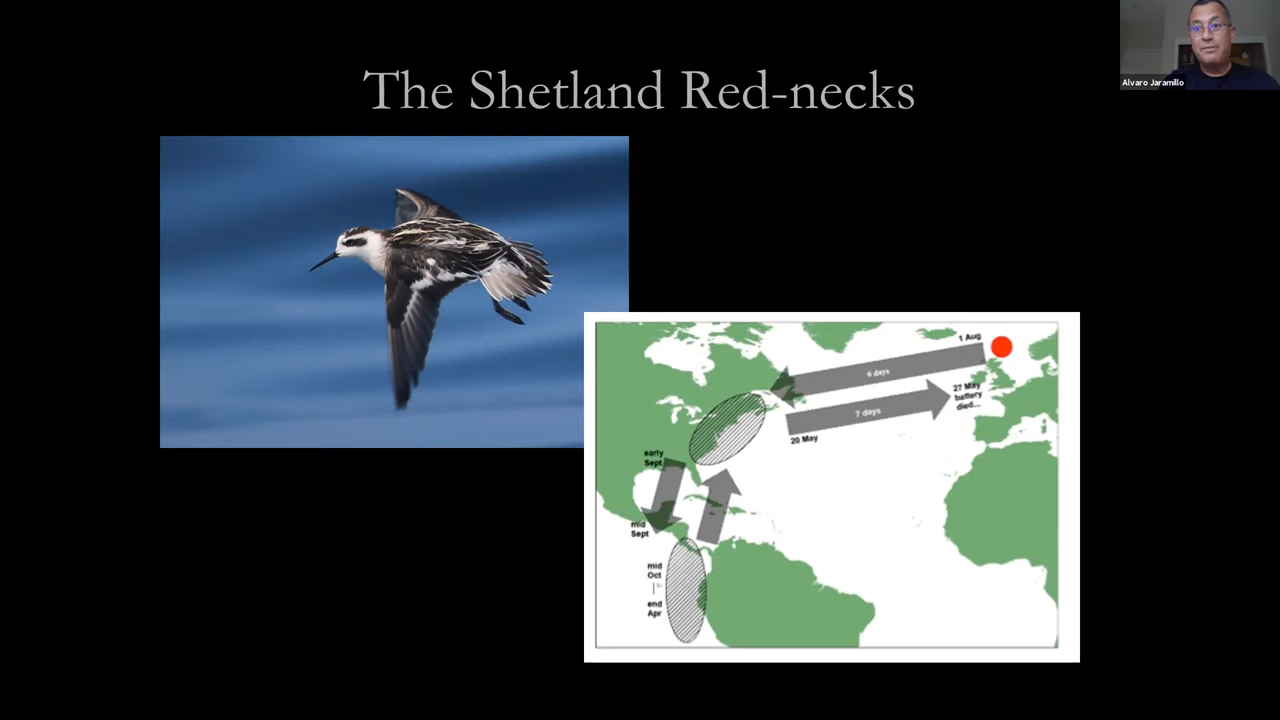 Alvaro Jaramillo
The Shetland Red-necks
1 Aug
6 days
27 May
battery
died...
7 days
20 May
early
Sept
mid
Sept
mid
Oct
end
Apr